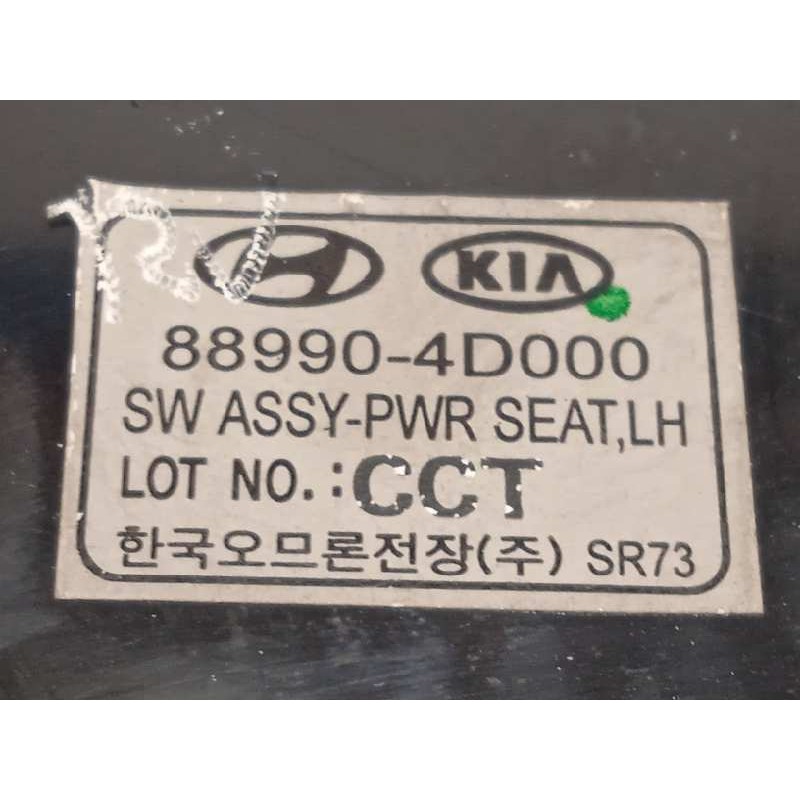 KIA
88990-4D000
SW ASSY-PWR SEAT,LH
LOT NO.:CCT
한국오므론전장(주) SR73